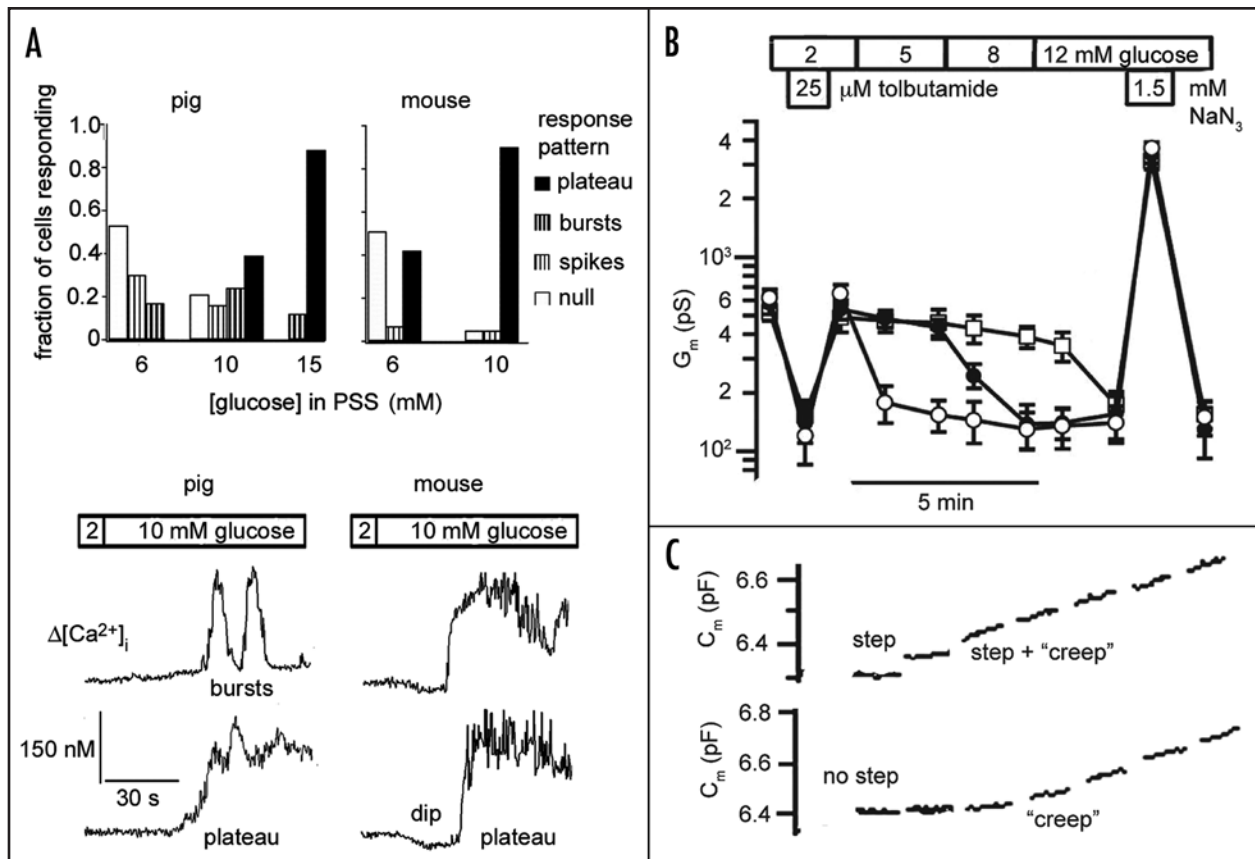 A
pig
mouse
response
pattern
plateau
bursts
spikes
null
fraction of cells responding
1.0
0.8
0.6
0.4
0.2
0
6
10
15
6
10
[glucose] in PSS (mM)
pig
mouse
2 10 mM glucose
2 10 mM glucose
Δ[Ca²⁺]ᵢ
bursts
150 nM
30 s
plateau
dip
plateau
B
2 5 8 12 mM glucose
25 μM tolbutamide
1.5 mM
NaN₃
Gₘ (pS)
4
2
10³
6
4
2
10²
5 min
C
Cₘ (pF)
6.6
6.4
step
step + "creep"
Cₘ (pF)
6.8
6.6
6.4
no step
"creep"